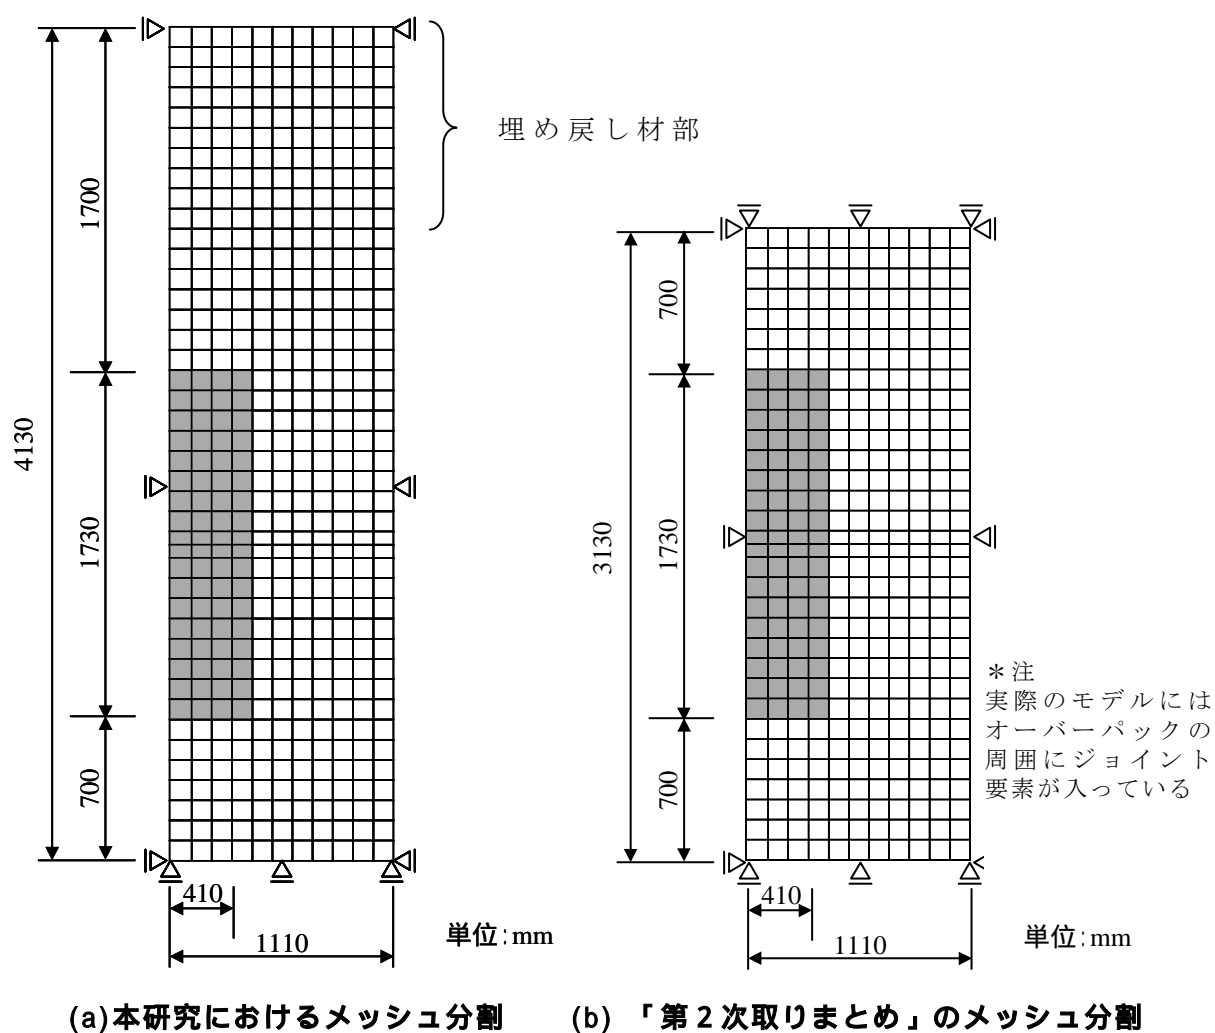 埋め戻し材部
1700
4130
1730
700
410
1110
単位:mm
700
3130
1730
700
410
1110
単位:mm
＊注
実際のモデルには
オーバーパックの
周囲にジョイント
要素が入っている
(a)本研究におけるメッシュ分割
(b) 「第2次取りまとめ」のメッシュ分割